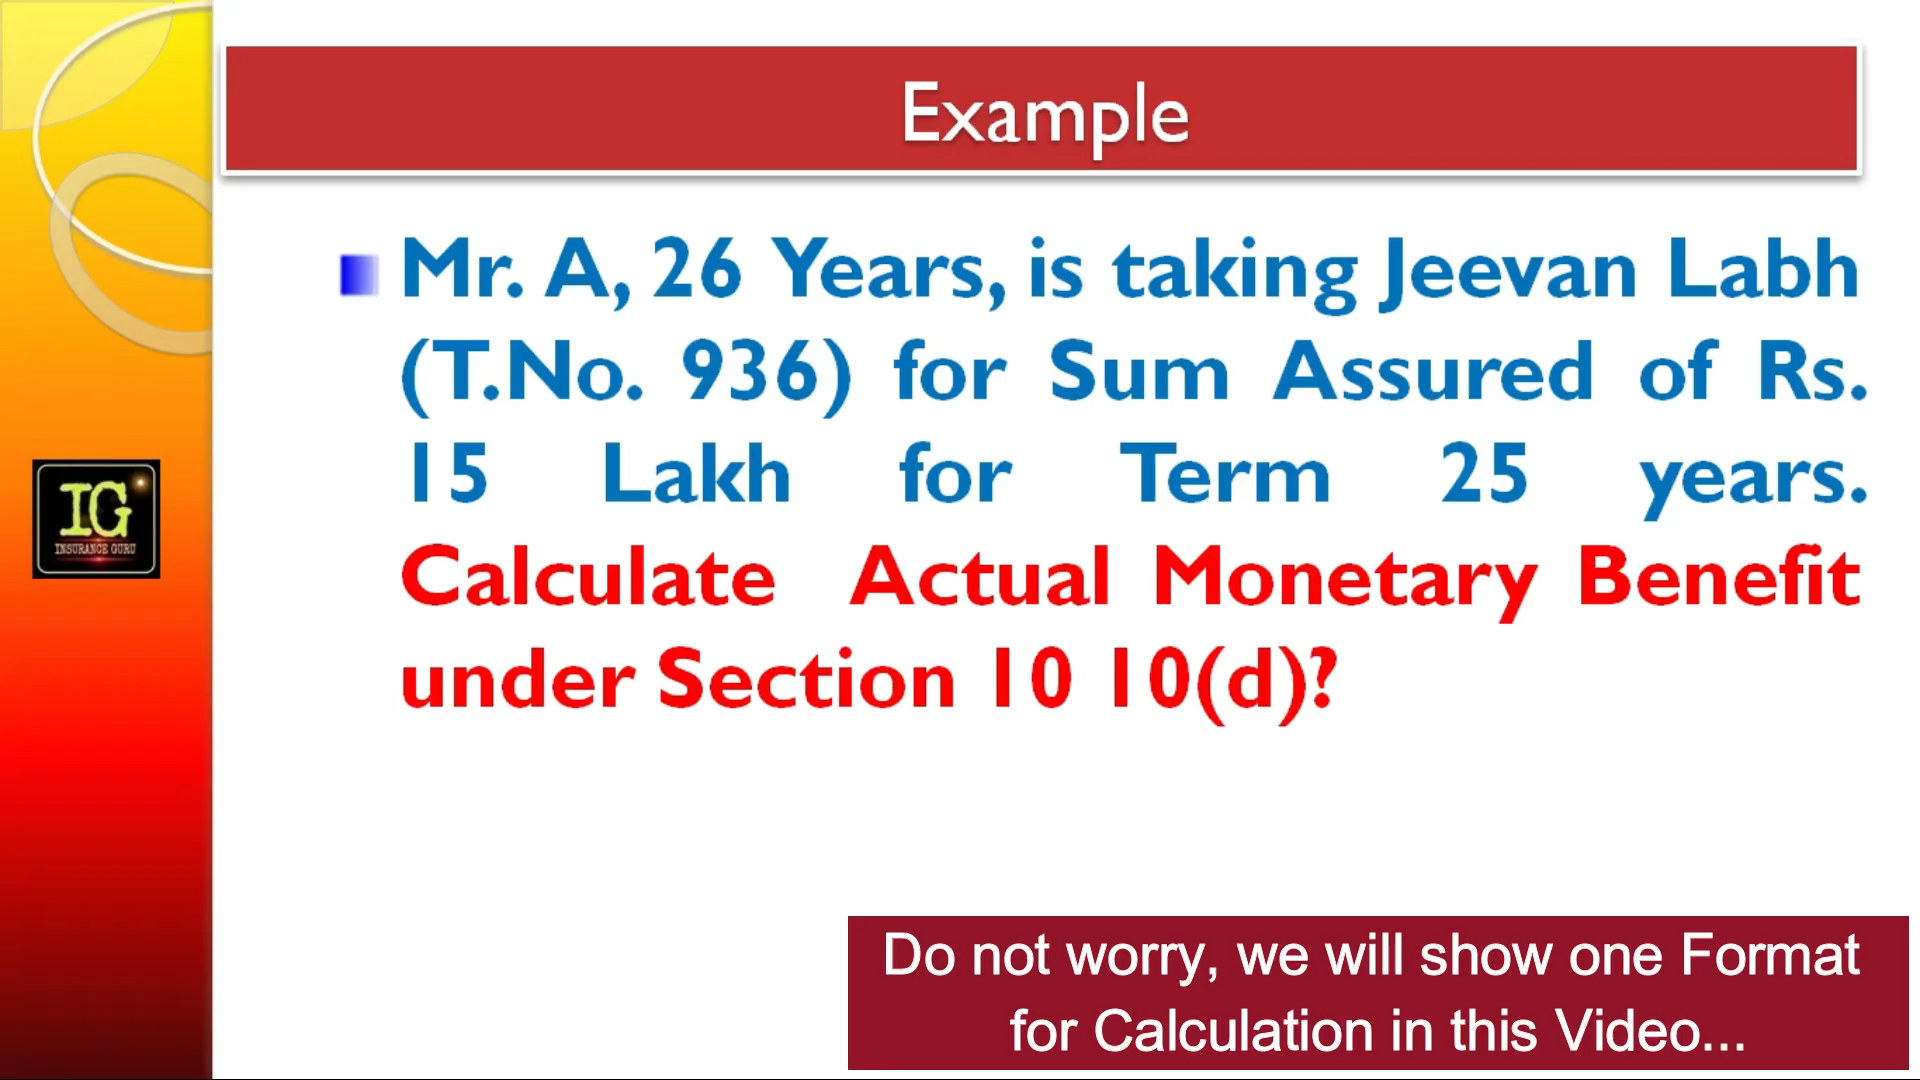 Example
Mr. A, 26 Years, is taking Jeevan Labh
(T.No. 936) for Sum Assured of Rs.
15 Lakh for Term 25 years.
Calculate Actual Monetary Benefit
under Section 10 10(d)?
IG
INSURANCE GURU
Do not worry, we will show one Format
for Calculation in this Video...